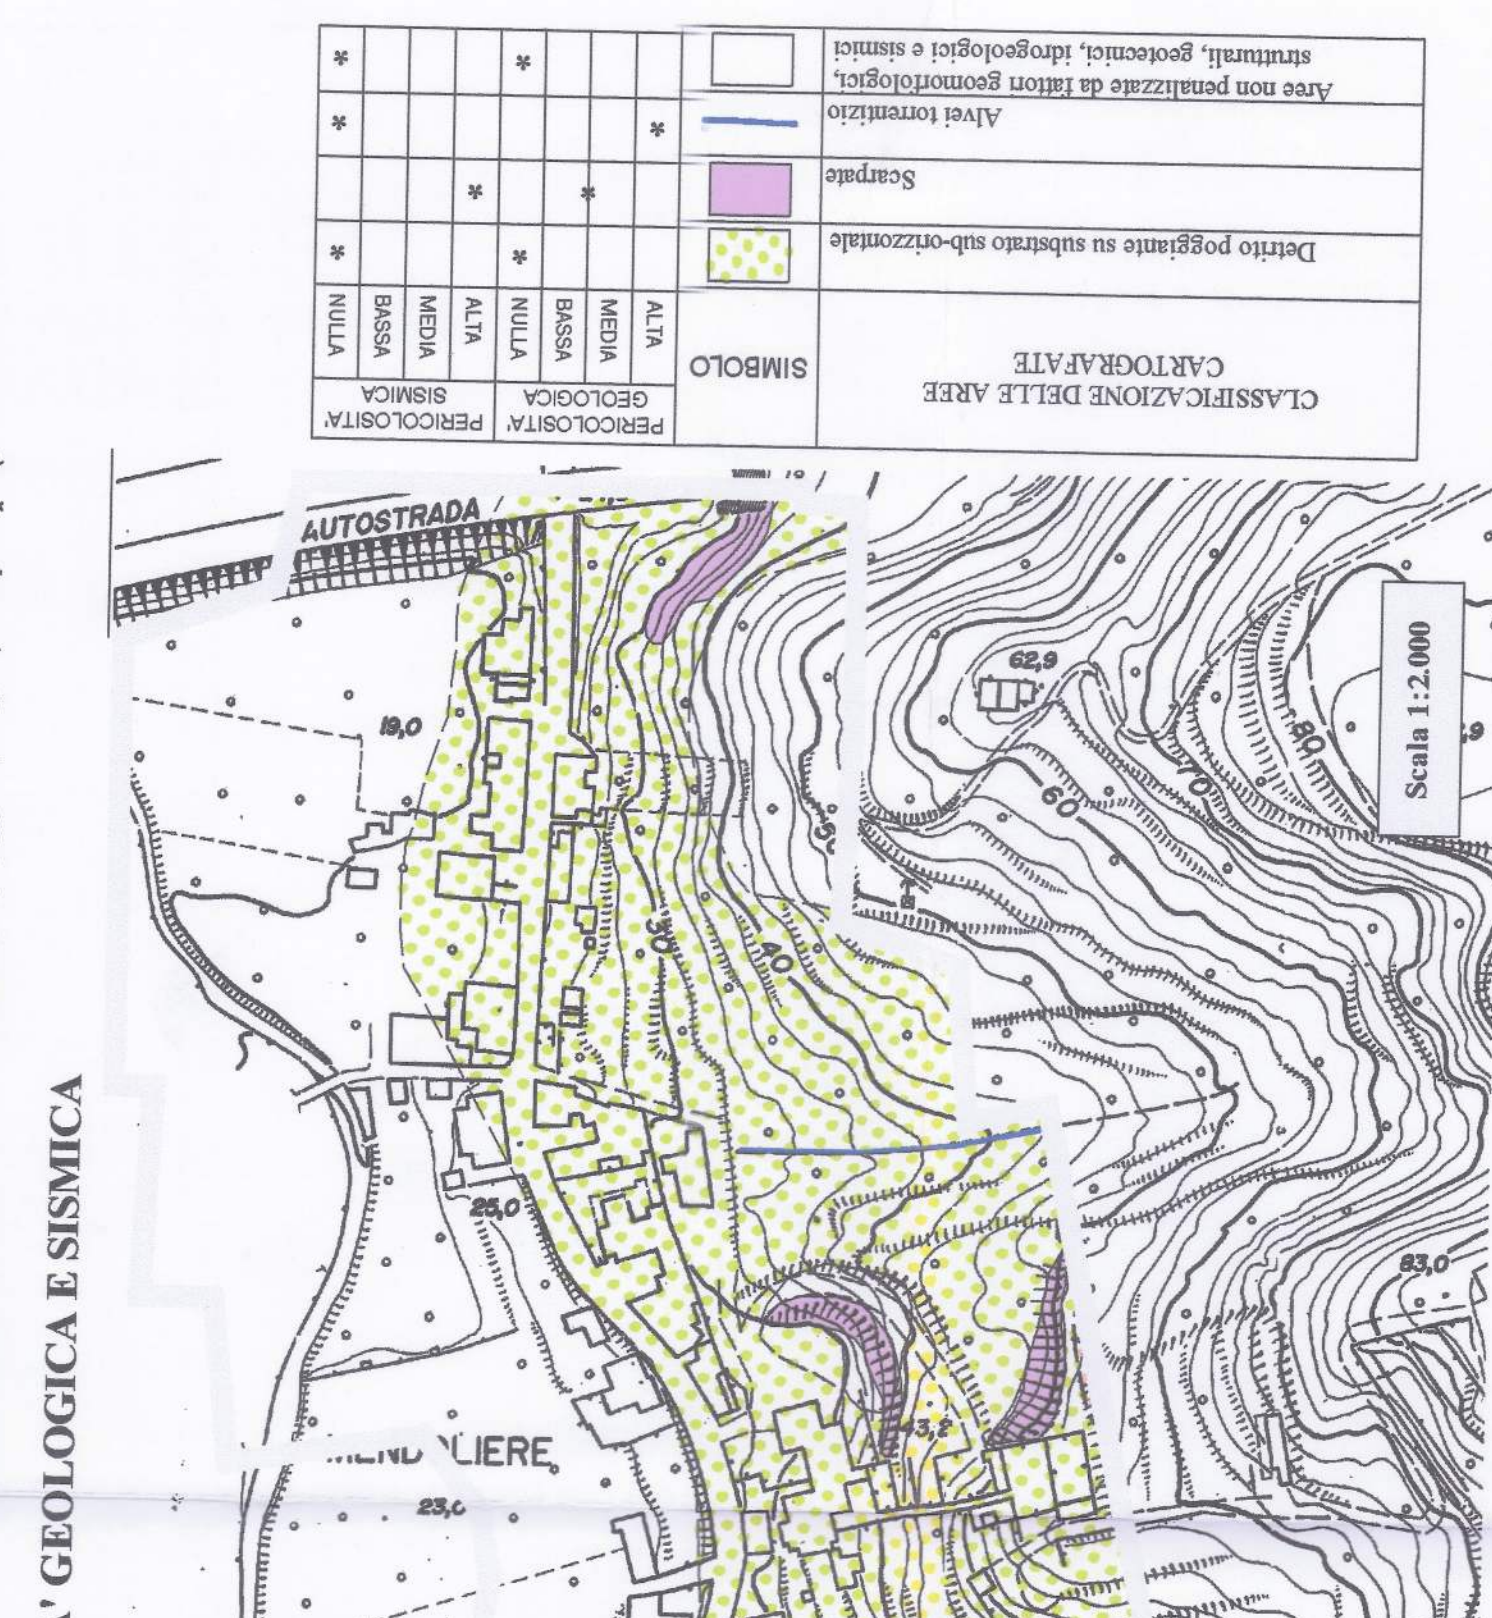 CLASSIFICAZIONE DELLE AREE
CARTOGRAFATE
SIMBOLO
PERICOLOSITA'
GEOLOGICA
PERICOLOSITA'
SISMICA
ALTA
MEDIA
BASSA
NULLA
ALTA
MEDIA
BASSA
NULLA
Detrito poggiante su substrato sub-orizzontale
*
*
Scarpate
*
*
Alvei torrentizio
*
*
Aree non penalizzate da fattori geomorfologici,
strutturali, geotecnici, idrogeologici e sismici
*
*
AUTOSTRADA
19,0
62,9
Scala 1:2.000
80
70
60
30
40
25,0
83,0
43,2
LIERE
A' GEOLOGICA E SISMICA